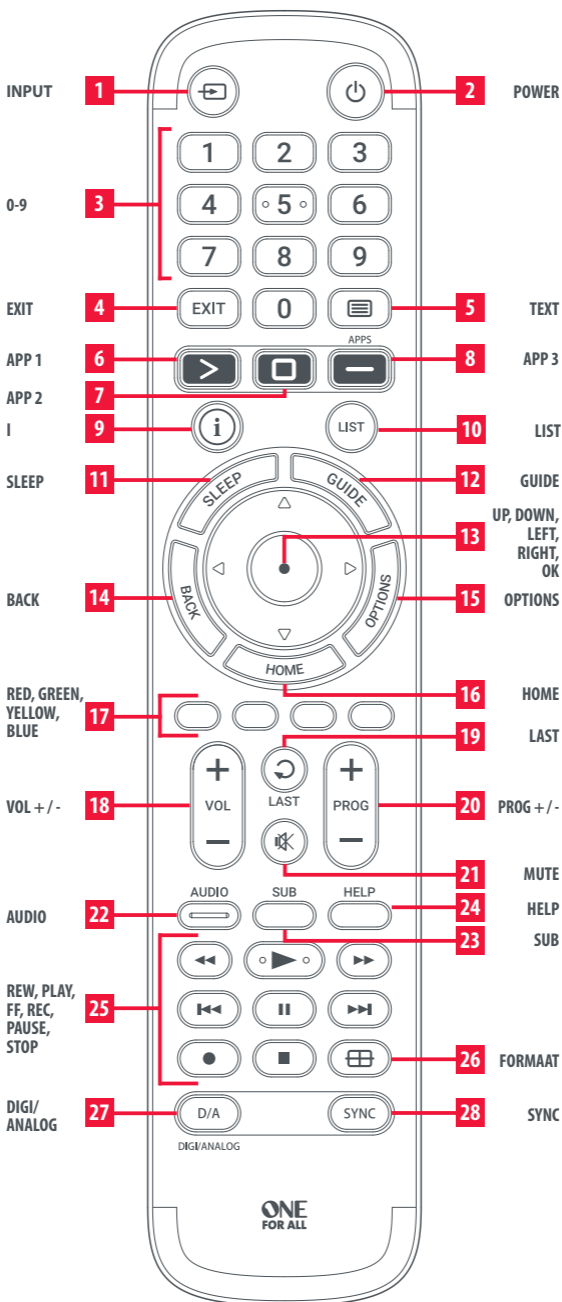 INPUT 1 2 POWER
1 2 3
0-9 3 4 5 6
7 8 9
EXIT 4 EXIT 0 5 TEXT
APPS
APP 1 6 8 APP 3
APP 2 7
I 9 i LIST 10 LIST
SLEEP 11 SLEEP GUIDE 12 GUIDE
13 UP, DOWN,
LEFT,
RIGHT,
OK
BACK 14 BACK OPTIONS 15 OPTIONS
HOME 16 HOME
RED, GREEN,
YELLOW,
BLUE 17
19 LAST
VOL + / - 18 + VOL – LAST + PROG – 20 PROG + / -
21 MUTE
AUDIO SUB HELP
AUDIO 22 24 HELP
23 SUB
REW, PLAY,
FF, REC,
PAUSE,
STOP 25
26 FORMAAT
DIGI/
ANALOG 27 D/A SYNC 28 SYNC
DIGI/ANALOG
ONE
FOR ALL